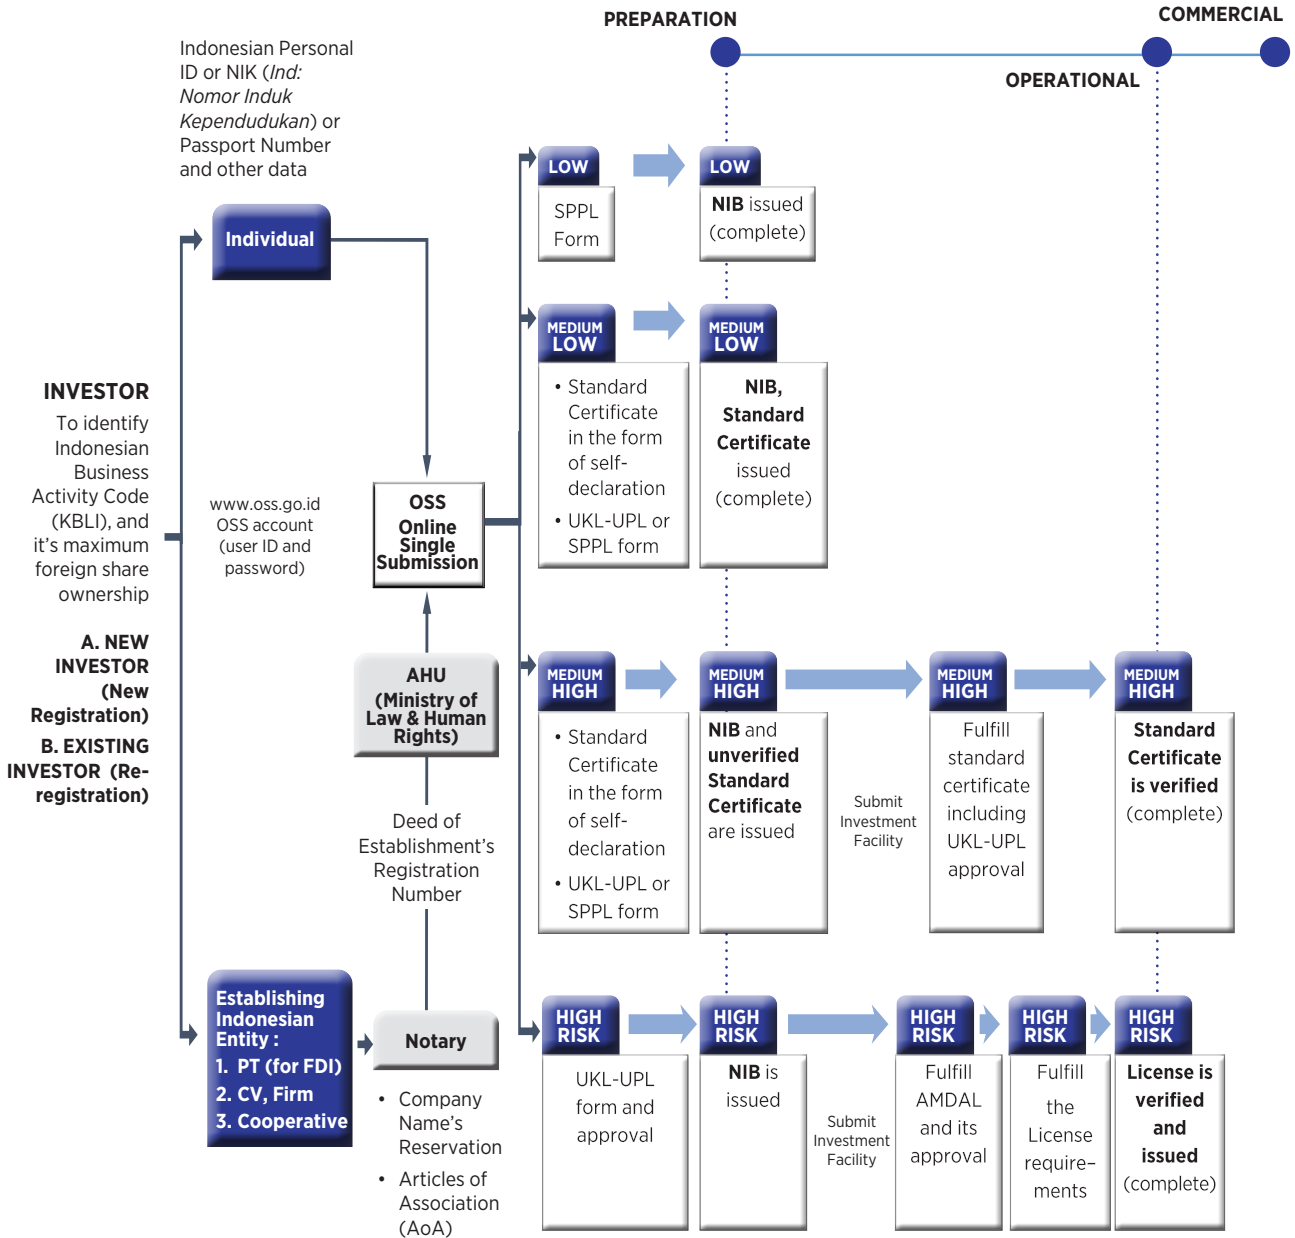 PREPARATION
COMMERCIAL
OPERATIONAL
Indonesian Personal
ID or NIK (Ind:
Nomor Induk
Kependudukan) or
Passport Number
and other data
Individual
INVESTOR
To identify
Indonesian
Business
Activity Code
(KBLI), and
it's maximum
foreign share
ownership
A. NEW
INVESTOR
(New
Registration)
B. EXISTING
INVESTOR (Re-
registration)
www.oss.go.id
OSS account
(user ID and
password)
OSS
Online
Single
Submission
AHU
(Ministry of
Law & Human
Rights)
Deed of
Establishment's
Registration
Number
Establishing
Indonesian
Entity :
1. PT (for FDI)
2. CV, Firm
3. Cooperative
Notary
• Company
Name's
Reservation
• Articles of
Association
(AoA)
LOW
SPPL
Form
LOW
NIB issued
(complete)
MEDIUM
LOW
• Standard
Certificate
in the form
of self-
declaration
• UKL-UPL or
SPPL form
MEDIUM
LOW
NIB,
Standard
Certificate
issued
(complete)
MEDIUM
HIGH
• Standard
Certificate
in the form
of self-
declaration
• UKL-UPL or
SPPL form
MEDIUM
HIGH
NIB and
unverified
Standard
Certificate
are issued
Submit
Investment
Facility
MEDIUM
HIGH
Fulfill
standard
certificate
including
UKL-UPL
approval
MEDIUM
HIGH
Standard
Certificate
is verified
(complete)
HIGH
RISK
UKL-UPL
form and
approval
HIGH
RISK
NIB is
issued
Submit
Investment
Facility
HIGH
RISK
Fulfill
AMDAL
and its
approval
HIGH
RISK
Fulfill
the
License
require–
ments
HIGH
RISK
License is
verified
and
issued
(complete)